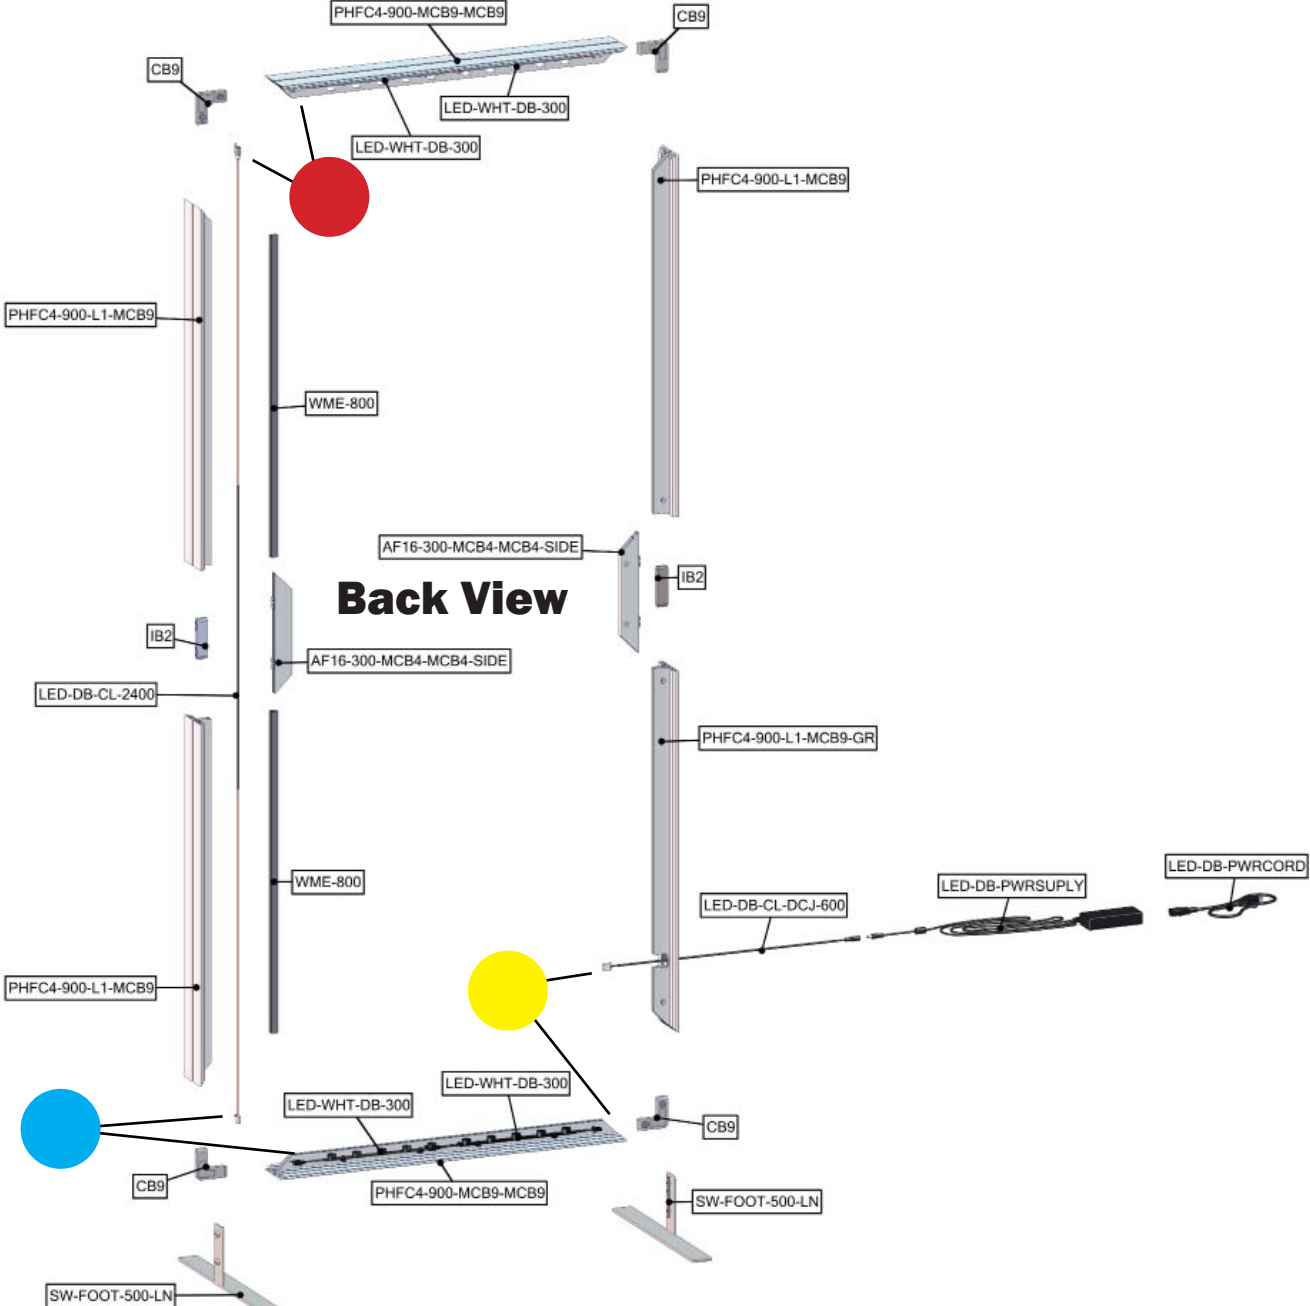 PHFC4-900-MCB9-MCB9
CB9
CB9
LED-WHT-DB-300
LED-WHT-DB-300
PHFC4-900-L1-MCB9
PHFC4-900-L1-MCB9
WME-800
AF16-300-MCB4-MCB4-SIDE
IB2
Back View
IB2
AF16-300-MCB4-MCB4-SIDE
LED-DB-CL-2400
PHFC4-900-L1-MCB9-GR
LED-DB-PWRCORD
WME-800
LED-DB-PWRSUPLY
LED-DB-CL-DCJ-600
PHFC4-900-L1-MCB9
LED-WHT-DB-300
LED-WHT-DB-300
CB9
CB9
PHFC4-900-MCB9-MCB9
SW-FOOT-500-LN
SW-FOOT-500-LN